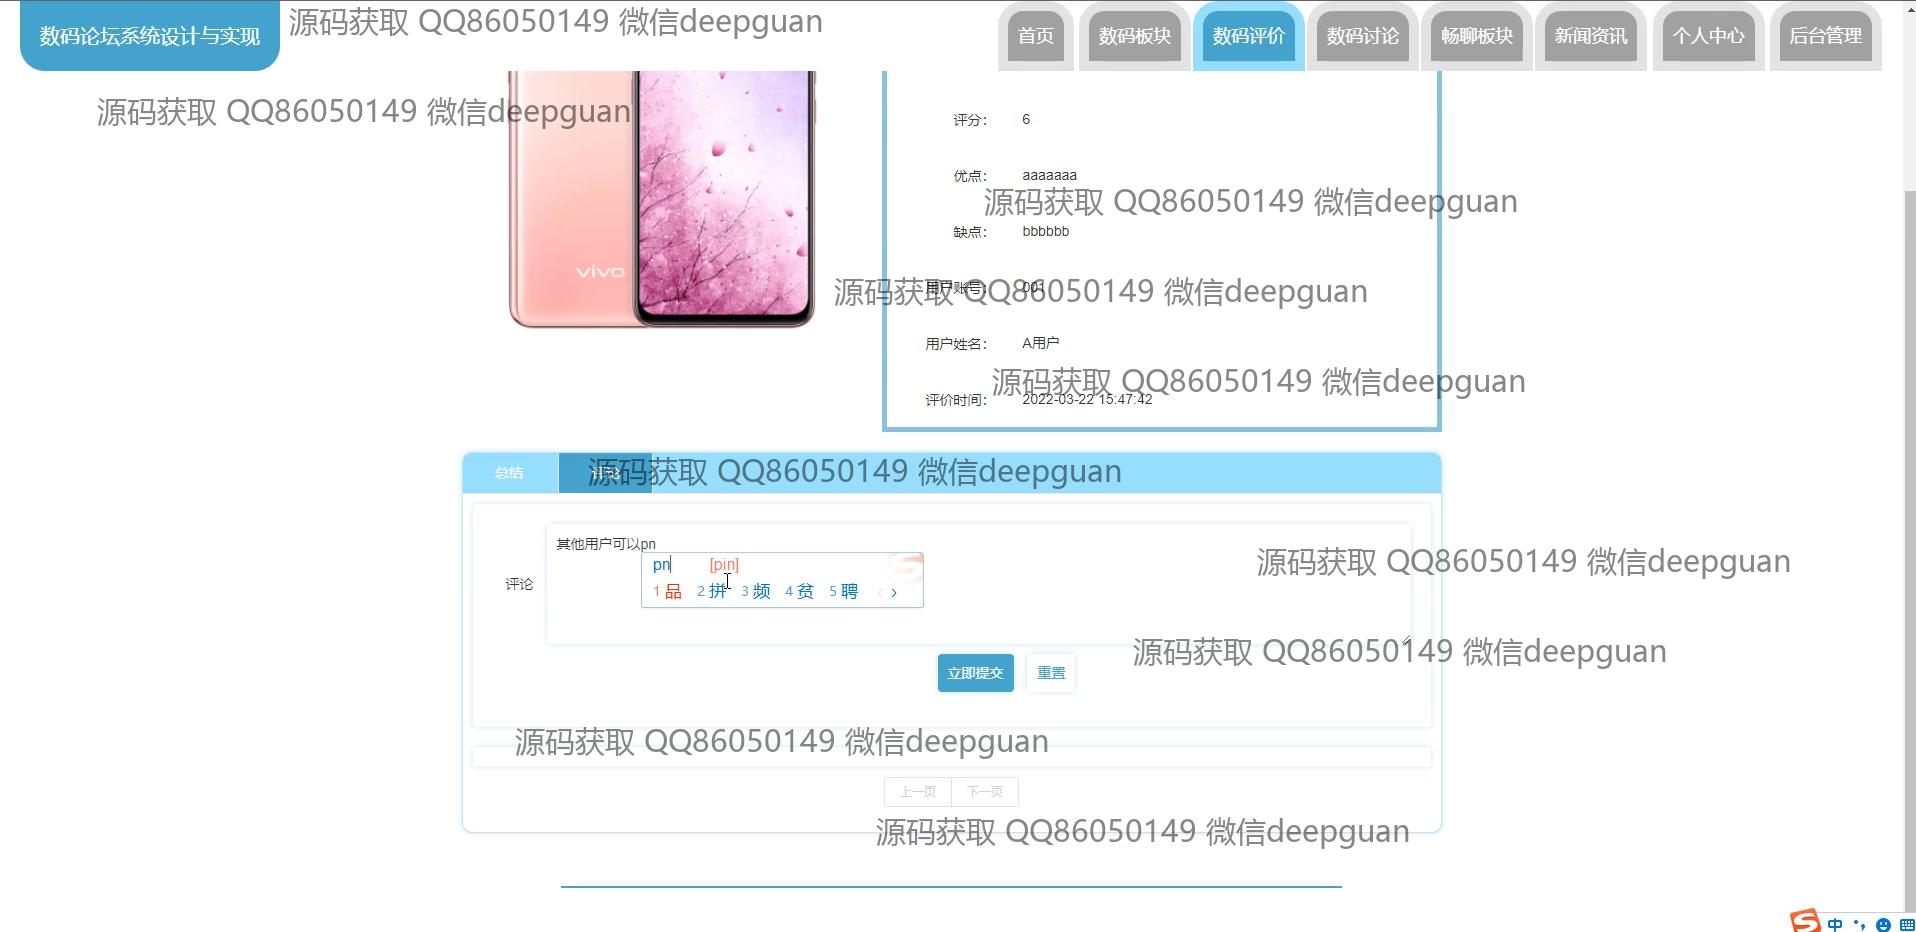 数码论坛系统设计与实现
源码获取 QQ86050149 微信deepguan
首页
数码板块
数码评价
数码讨论
畅聊板块
新闻资讯
个人中心
后台管理
源码获取 QQ86050149 微信deepguan
vivo
评分： 6
优点： aaaaaaa
源码获取 QQ86050149 微信deepguan
缺点： bbbbbb
用户账号： 001
源码获取 QQ86050149 微信deepguan
用户姓名： A用户
源码获取 QQ86050149 微信deepguan
评价时间： 2022-03-22 15:47:42
总结
评论
源码获取 QQ86050149 微信deepguan
其他用户可以pn
pn [pin]
1 品 2 拼 3 频 4 贫 5 聘
评论
源码获取 QQ86050149 微信deepguan
源码获取 QQ86050149 微信deepguan
立即提交
重置
源码获取 QQ86050149 微信deepguan
上一页
下一页
源码获取 QQ86050149 微信deepguan
S 中